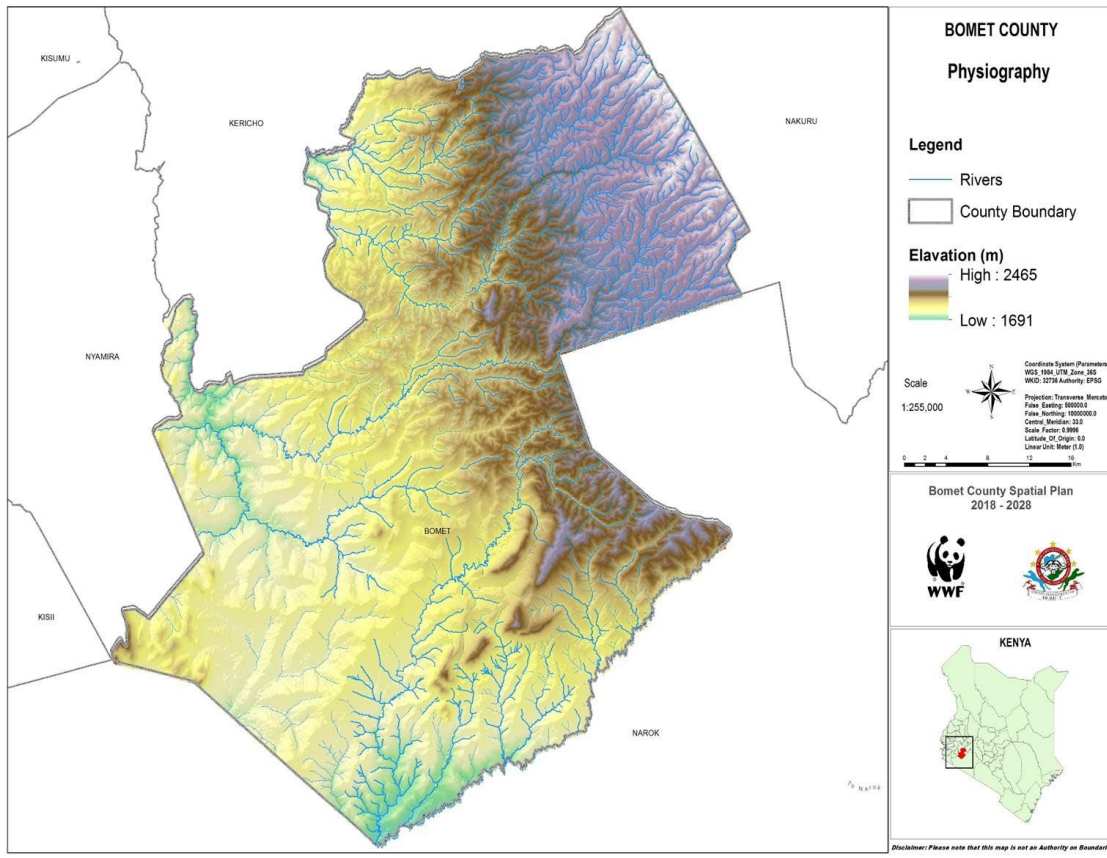 KISUMU
KERICHO
NAKURU
NYAMIRA
BOMET
KISII
NAROK
To Narok
BOMET COUNTY
Physiography
Legend
Rivers
County Boundary
Elavation (m)
High : 2465
Low : 1691
Scale
1:255,000
N
W
E
S
Coordinate System (Parameters
WGS_1984_UTM_Zone_36S
WKID: 32736 Authority: EPSG
Projection: Transverse_Mercato
False_Easting: 500000.0
False_Northing: 10000000.0
Central_Meridian: 33.0
Scale_Factor: 0.9996
Latitude_Of_Origin: 0.0
Linear Unit: Meter (1.0)
0 2 4 8 12 16
Km
Bomet County Spatial Plan
2018 - 2028
WWF
KENYA
Disclaimer: Please note that this map is not an Authority on Boundari